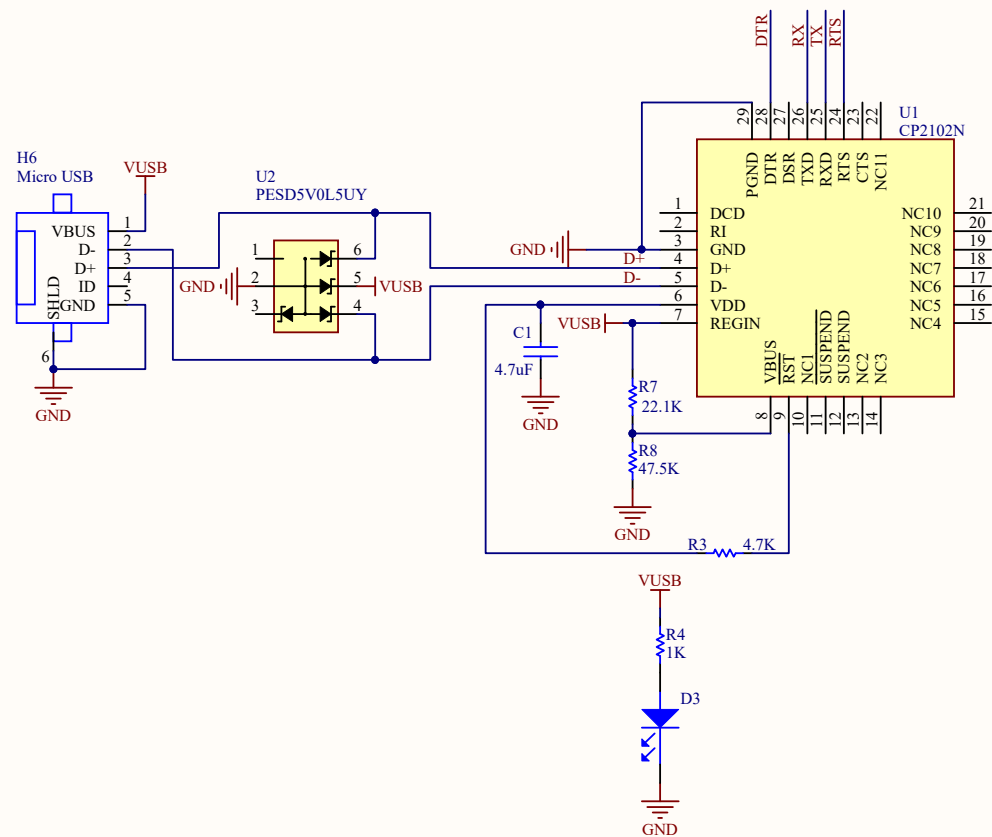 DTR
RX
TX
RTS
29
28
27
26
25
24
23
22
U1
CP2102N
PGND
DTR
DSR
TXD
RXD
RTS
CTS
NC11
H6
Micro USB
VUSB
VBUS
D-
D+
ID
GND
SHLD
1
2
3
4
5
6
GND
U2
PESD5V0L5UY
1
2
3
6
5
4
GND
VUSB
GND
D+
D-
1
2
3
4
5
6
7
DCD
RI
GND
D+
D-
VDD
REGIN
NC10
NC9
NC8
NC7
NC6
NC5
NC4
21
20
19
18
17
16
15
VBUS
RST
NC1
SUSPEND
SUSPEND
NC2
NC3
8
9
10
11
12
13
14
C1
4.7uF
GND
VUSB
R7
22.1K
R8
47.5K
GND
R3
4.7K
VUSB
R4
1K
D3
GND